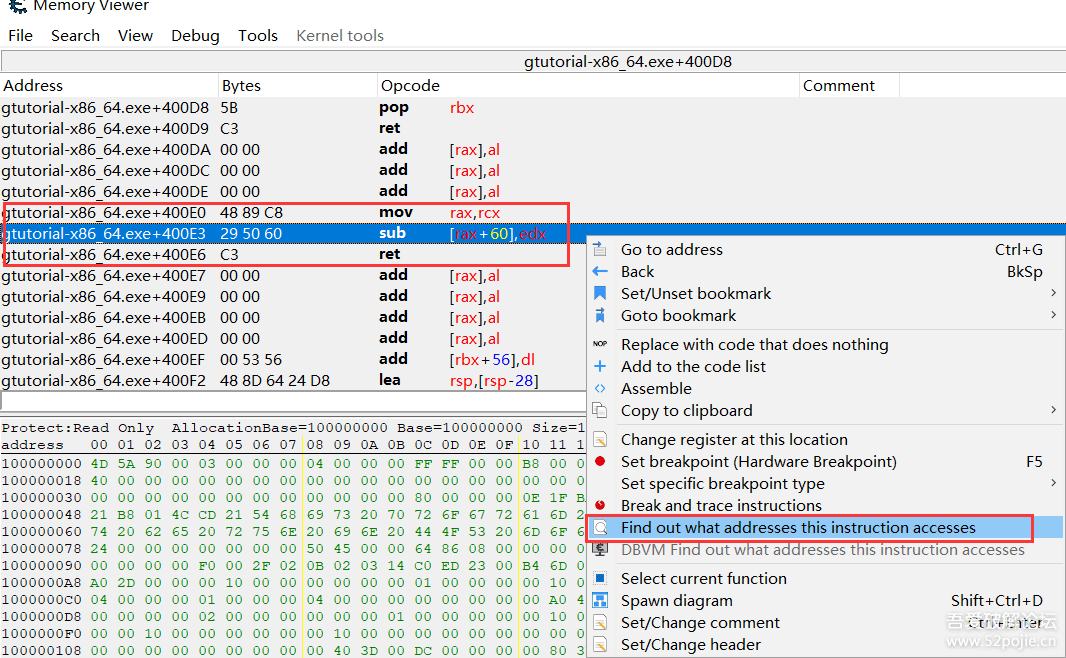 Memory Viewer
File Search View Debug Tools Kernel tools
gtutorial-x86_64.exe+400D8
Address Bytes Opcode Comment
gtutorial-x86_64.exe+400D8 5B pop rbx
gtutorial-x86_64.exe+400D9 C3 ret
gtutorial-x86_64.exe+400DA 00 00 add [rax],al
gtutorial-x86_64.exe+400DC 00 00 add [rax],al
gtutorial-x86_64.exe+400DE 00 00 add [rax],al
gtutorial-x86_64.exe+400E0 48 89 C8 mov rax,rcx
gtutorial-x86_64.exe+400E3 29 50 60 sub [rax+60],edx
gtutorial-x86_64.exe+400E6 C3 ret
gtutorial-x86_64.exe+400E7 00 00 add [rax],al
gtutorial-x86_64.exe+400E9 00 00 add [rax],al
gtutorial-x86_64.exe+400EB 00 00 add [rax],al
gtutorial-x86_64.exe+400ED 00 00 add [rax],al
gtutorial-x86_64.exe+400EF 00 53 56 add [rbx+56],dl
gtutorial-x86_64.exe+400F2 48 8D 64 24 D8 lea rsp,[rsp-28]
Go to address Ctrl+G
Back BkSp
Set/Unset bookmark
Goto bookmark
NOP Replace with code that does nothing
Add to the code list
Assemble
Copy to clipboard
Change register at this location
Set breakpoint (Hardware Breakpoint) F5
Set specific breakpoint type
Break and trace instructions
Find out what addresses this instruction accesses
DBVM Find out what addresses this instruction accesses
Select current function
Spawn diagram Shift+Ctrl+D
Set/Change comment Ctrl+Enter
Set/Change header
Protect:Read Only AllocationBase=100000000 Base=100000000 Size=1
address 00 01 02 03 04 05 06 07 08 09 0A 0B 0C 0D 0E 0F 10 11 1
100000000 4D 5A 90 00 03 00 00 00 04 00 00 00 FF FF 00 00 B8 00 0
100000018 40 00 00 00 00 00 00 00 00 00 00 00 00 00 00 00 00 00 0
100000030 00 00 00 00 00 00 00 00 00 00 00 00 80 00 00 00 0E 1F B
100000048 21 B8 01 4C CD 21 54 68 69 73 20 70 72 6F 67 72 61 6D 2
100000060 74 20 62 65 20 72 75 6E 20 69 6E 20 44 4F 53 20 6D 6F 6
100000078 24 00 00 00 00 00 00 00 50 45 00 00 64 86 08 00 00 00 0
100000090 00 00 00 00 F0 00 2F 02 0B 02 03 14 C0 ED 23 00 B4 6D 0
1000000A8 A0 2D 00 00 00 10 00 00 00 00 00 01 00 00 00 00 10 0
1000000C0 04 00 00 00 01 00 00 00 04 00 00 00 00 00 00 00 00 A0 4
1000000D8 00 00 00 00 02 00 00 00 00 00 00 01 00 00 00 00 10 0
1000000F0 00 00 10 00 00 00 00 00 00 10 00 00 00 00 00 00 00 00 0
100000108 00 00 00 00 00 00 00 00 00 40 3D 00 DC 00 00 00 00 80 3
吾爱破解论坛
www.52pojie.cn